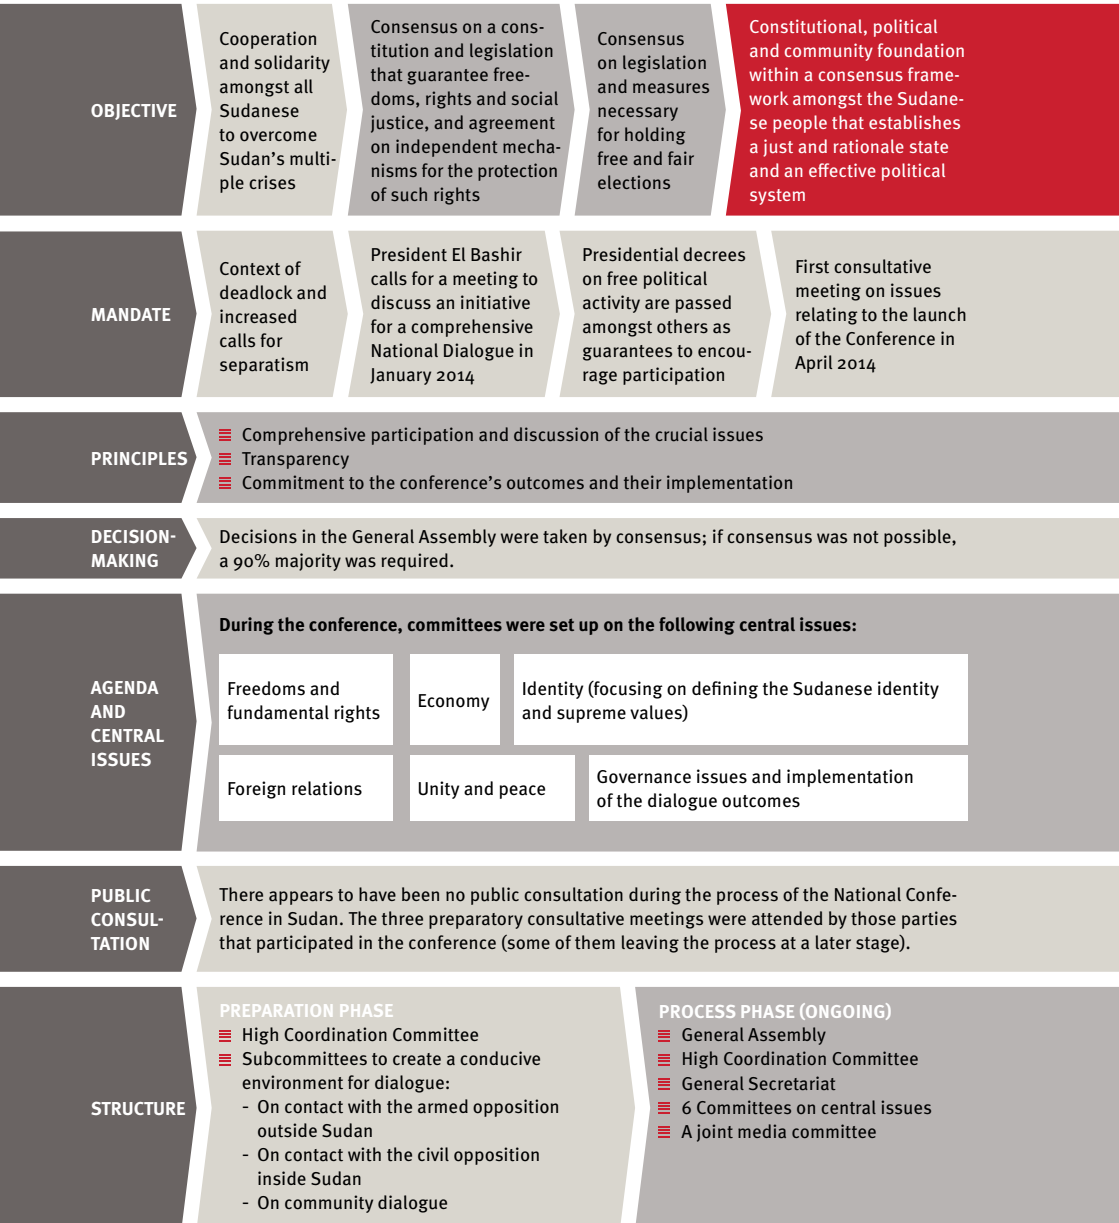 OBJECTIVE
Cooperation
and solidarity
amongst all
Sudanese
to overcome
Sudan's multi-
ple crises
Consensus on a cons-
titution and legislation
that guarantee free-
doms, rights and social
justice, and agreement
on independent mecha-
nisms for the protection
of such rights
Consensus
on legislation
and measures
necessary
for holding
free and fair
elections
Constitutional, political
and community foundation
within a consensus frame-
work amongst the Sudane-
se people that establishes
a just and rationale state
and an effective political
system
MANDATE
Context of
deadlock and
increased
calls for
separatism
President El Bashir
calls for a meeting to
discuss an initiative
for a comprehensive
National Dialogue in
January 2014
Presidential decrees
on free political
activity are passed
amongst others as
guarantees to encou-
rage participation
First consultative
meeting on issues
relating to the launch
of the Conference in
April 2014
PRINCIPLES
Comprehensive participation and discussion of the crucial issues
Transparency
Commitment to the conference's outcomes and their implementation
DECISION-
MAKING
Decisions in the General Assembly were taken by consensus; if consensus was not possible,
a 90% majority was required.
AGENDA
AND
CENTRAL
ISSUES
During the conference, committees were set up on the following central issues:
Freedoms and
fundamental rights
Economy
Identity (focusing on defining the Sudanese identity
and supreme values)
Foreign relations
Unity and peace
Governance issues and implementation
of the dialogue outcomes
PUBLIC
CONSUL-
TATION
There appears to have been no public consultation during the process of the National Confe-
rence in Sudan. The three preparatory consultative meetings were attended by those parties
that participated in the conference (some of them leaving the process at a later stage).
STRUCTURE
PREPARATION PHASE
High Coordination Committee
Subcommittees to create a conducive
environment for dialogue:
- On contact with the armed opposition
outside Sudan
- On contact with the civil opposition
inside Sudan
- On community dialogue
PROCESS PHASE (ONGOING)
General Assembly
High Coordination Committee
General Secretariat
6 Committees on central issues
A joint media committee